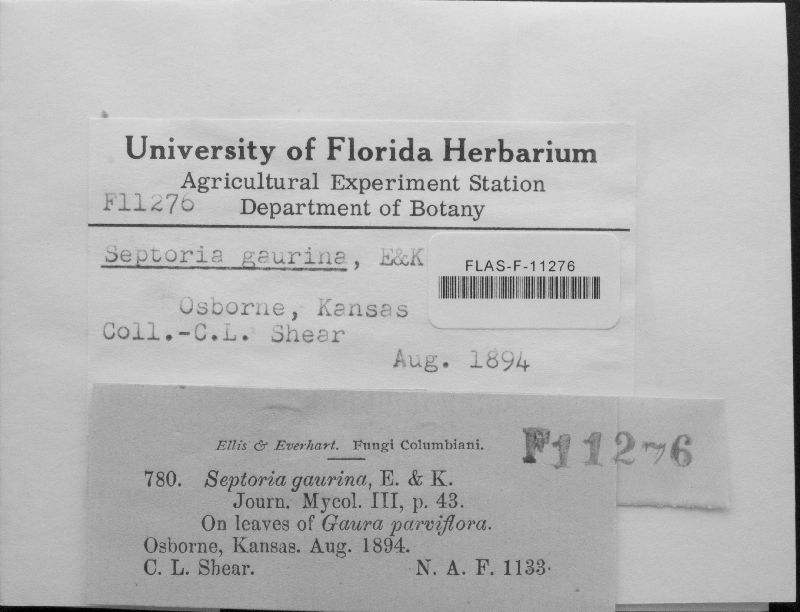 University of Florida Herbarium
Agricultural Experiment Station
F11276 Department of Botany
Septoria gaurina, E&K
FLAS-F-11276
Osborne, Kansas
Coll.-C.L. Shear
Aug. 1894
Ellis & Everhart. Fungi Columbiani.
F11276
780. Septoria gaurina, E. & K.
Journ. Mycol. III, p. 43.
On leaves of Gaura parviflora.
Osborne, Kansas. Aug. 1894.
C. L. Shear. N. A. F. 1133.